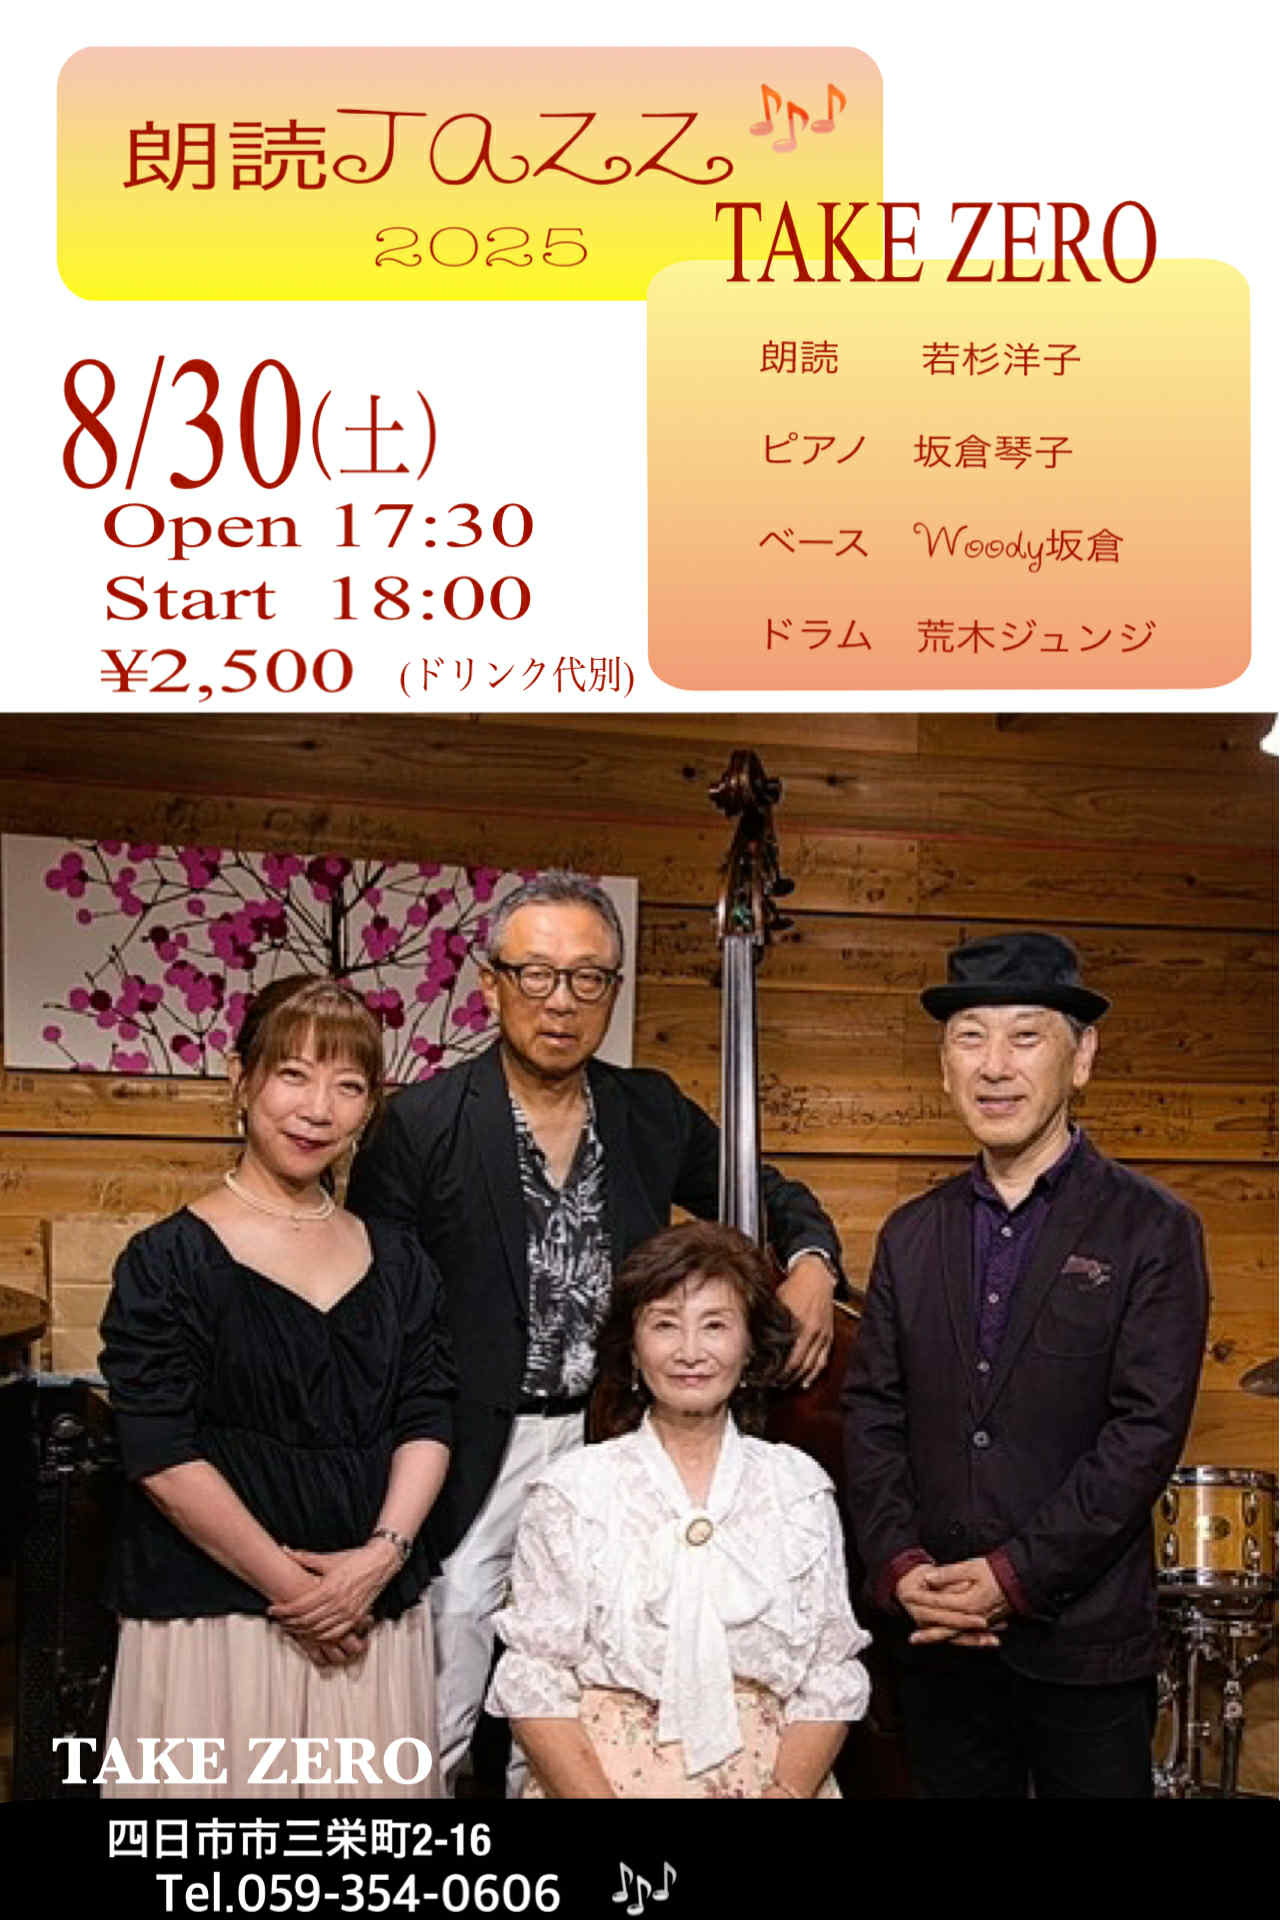 朗読Jazz
2025
TAKE ZERO
朗読 若杉洋子
ピアノ 坂倉琴子
ベース Woody坂倉
ドラム 荒木ジュンジ
8/30(土)
Open 17:30
Start 18:00
¥2,500 (ドリンク代別)
TAKE ZERO
四日市市三栄町2-16
Tel.059-354-0606